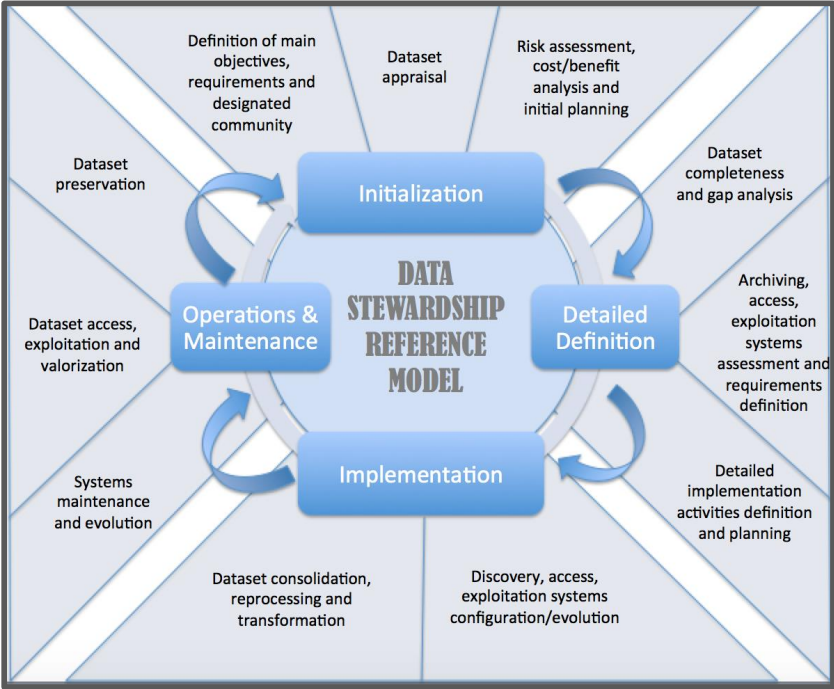 Definition of main
objectives,
requirements and
designated
community
Dataset
appraisal
Risk assessment,
cost/benefit
analysis and
initial planning
Dataset
preservation
Initialization
Dataset
completeness
and gap analysis
DATA
STEWARDSHIP
REFERENCE
MODEL
Operations &
Maintenance
Detailed
Definition
Dataset access,
exploitation and
valorization
Archiving,
access,
exploitation
systems
assessment and
requirements
definition
Implementation
Systems
maintenance
and evolution
Detailed
implementation
activities definition
and planning
Dataset consolidation,
reprocessing and
transformation
Discovery, access,
exploitation systems
configuration/evolution